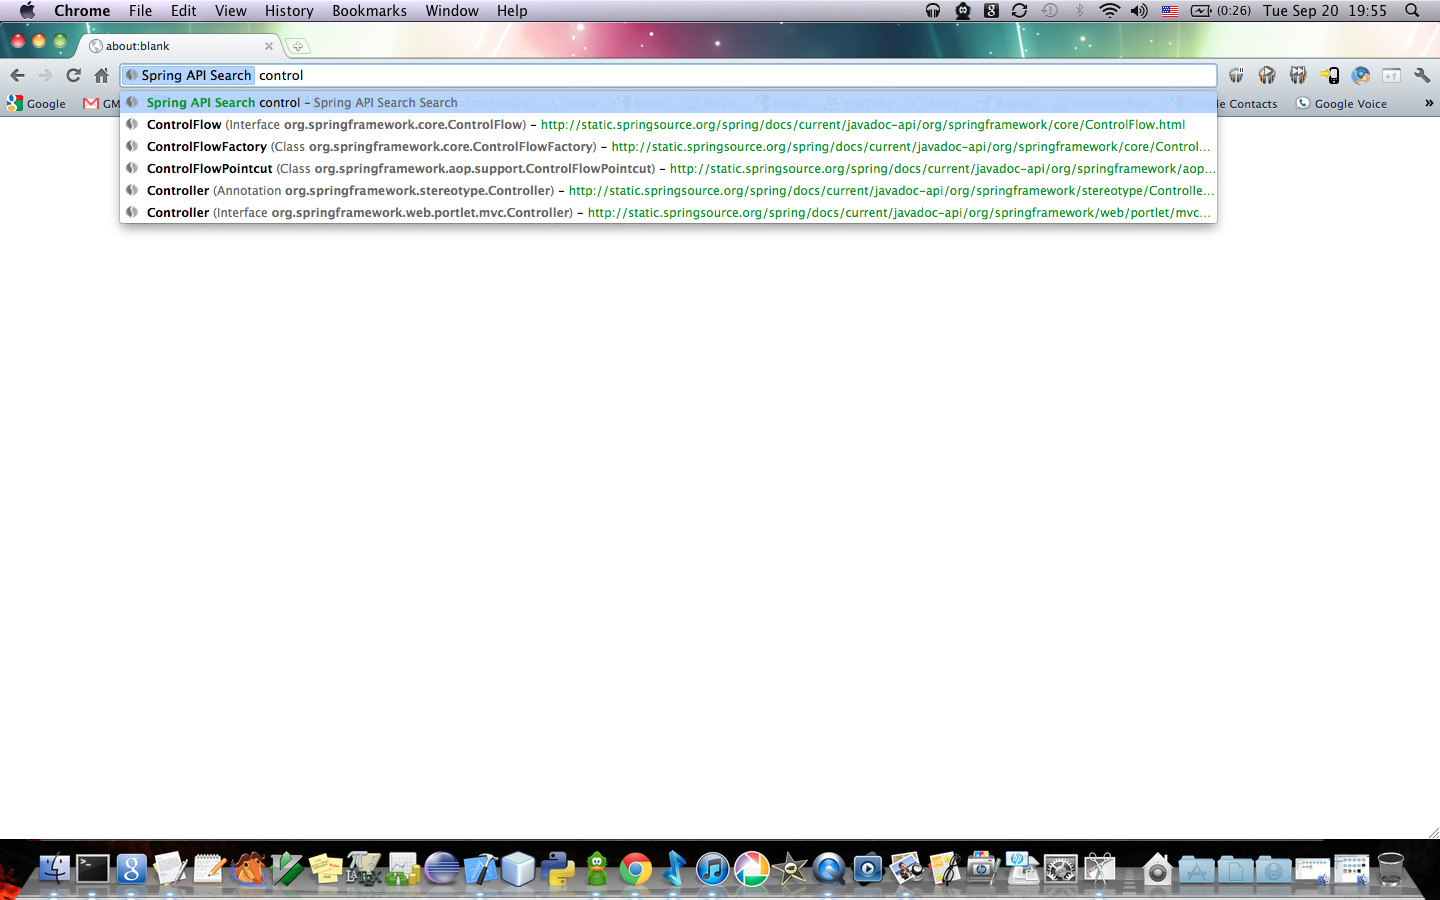 Chrome File Edit View History Bookmarks Window Help (0:26) Tue Sep 20 19:55
about:blank
Spring API Search control
Google GM Google Contacts Google Voice »
Spring API Search control – Spring API Search Search
ControlFlow (Interface org.springframework.core.ControlFlow) – http://static.springsource.org/spring/docs/current/javadoc-api/org/springframework/core/ControlFlow.html
ControlFlowFactory (Class org.springframework.core.ControlFlowFactory) – http://static.springsource.org/spring/docs/current/javadoc-api/org/springframework/core/Control...
ControlFlowPointcut (Class org.springframework.aop.support.ControlFlowPointcut) – http://static.springsource.org/spring/docs/current/javadoc-api/org/springframework/aop...
Controller (Annotation org.springframework.stereotype.Controller) – http://static.springsource.org/spring/docs/current/javadoc-api/org/springframework/stereotype/Controlle...
Controller (Interface org.springframework.web.portlet.mvc.Controller) – http://static.springsource.org/spring/docs/current/javadoc-api/org/springframework/web/portlet/mvc...